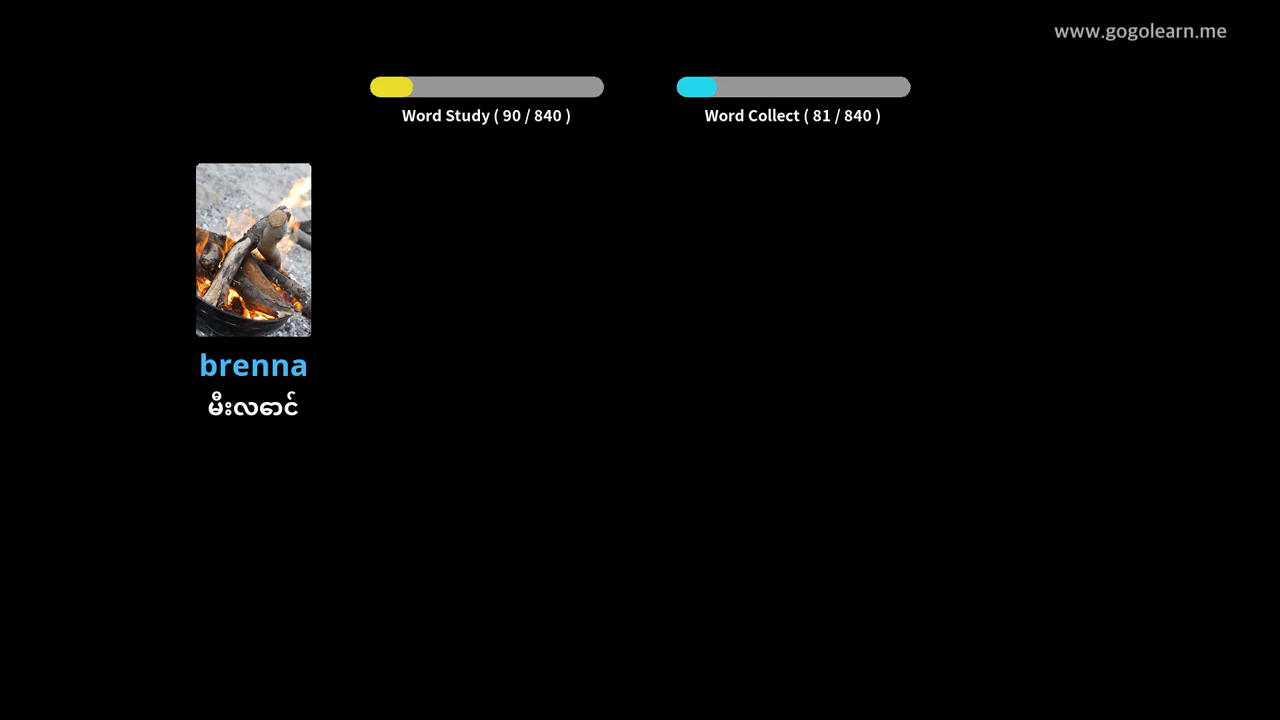 www.gogolearn.me
Word Study ( 90 / 840 )
Word Collect ( 81 / 840 )
brenna
မီးလောင်